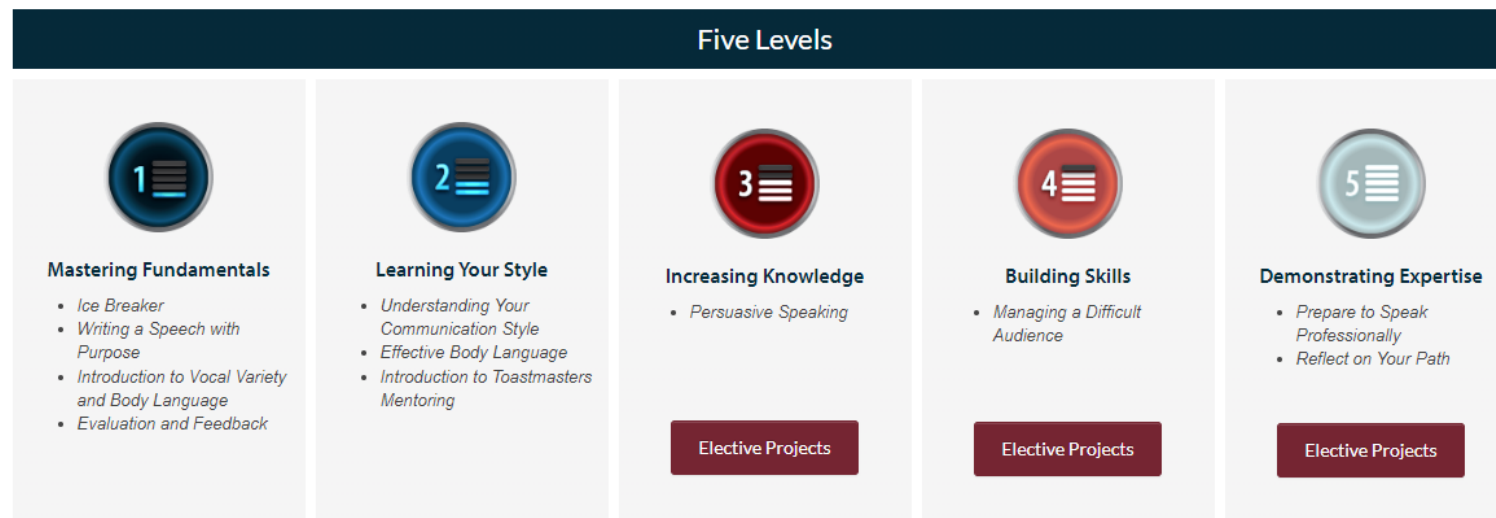 Five Levels
1
Mastering Fundamentals
• Ice Breaker
• Writing a Speech with
Purpose
• Introduction to Vocal Variety
and Body Language
• Evaluation and Feedback
2
Learning Your Style
• Understanding Your
Communication Style
• Effective Body Language
• Introduction to Toastmasters
Mentoring
3
Increasing Knowledge
• Persuasive Speaking
Elective Projects
4
Building Skills
• Managing a Difficult
Audience
Elective Projects
5
Demonstrating Expertise
• Prepare to Speak
Professionally
• Reflect on Your Path
Elective Projects